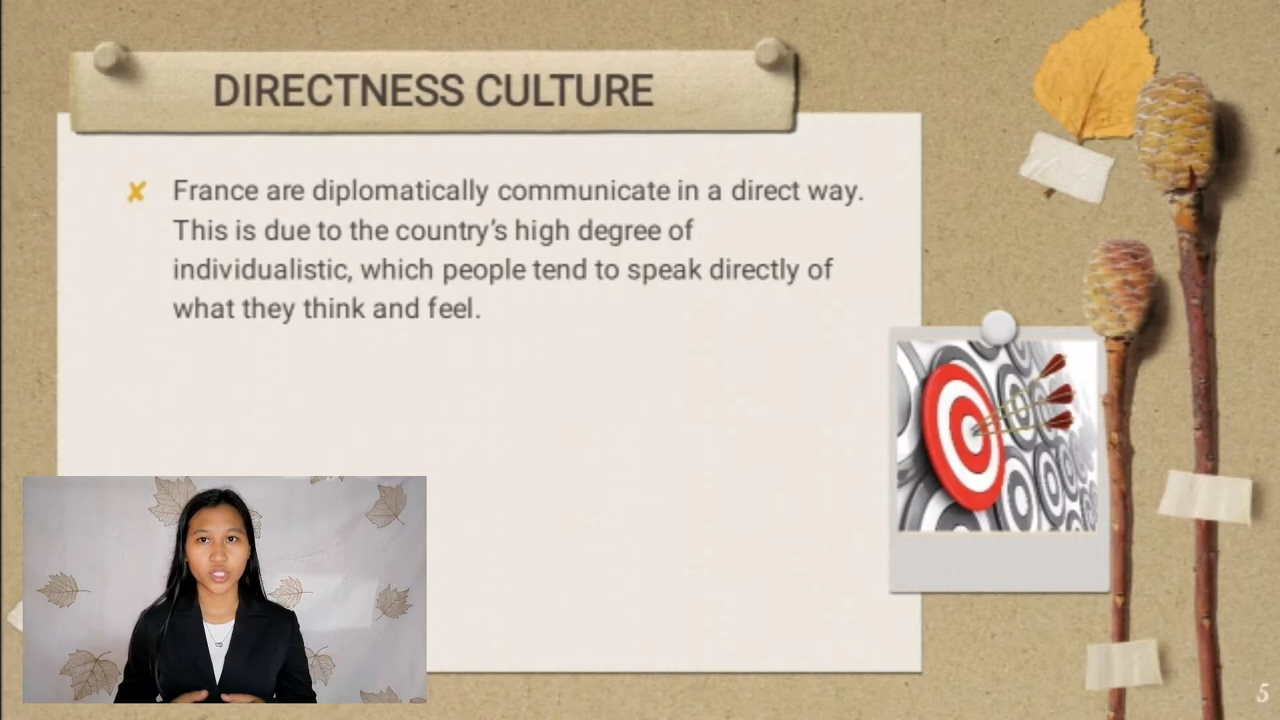 DIRECTNESS CULTURE
✘ France are diplomatically communicate in a direct way.
This is due to the country’s high degree of
individualistic, which people tend to speak directly of
what they think and feel.
5